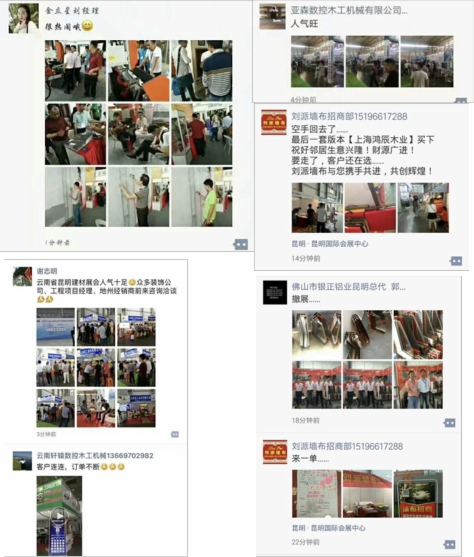 金立星刘经理
很热闹哦
1分钟前
亚森数控木工机械有限公司...
人气旺
4分钟前
刘派墙布招商部15196617288
空手回去了......
最后一套版本【上海鸿辰木业】买下
祝好邻居生意兴隆！财源广进！
要走了，客户还在选......
刘派墙布与您携手共进，共创辉煌！
昆明·昆明国际会展中心
14分钟前
谢志明
云南省昆明建材展会人气十足众多装饰公
司、工程项目经理、地州经销商前来咨询洽谈
5分钟前
云南轩辕数控木工机械13669702982
客户连连，订单不断
佛山市银正铝业昆明总代 郭...
撤展......
18分钟前
刘派墙布招商部15196617288
来一单......
昆明·昆明国际会展中心
22分钟前